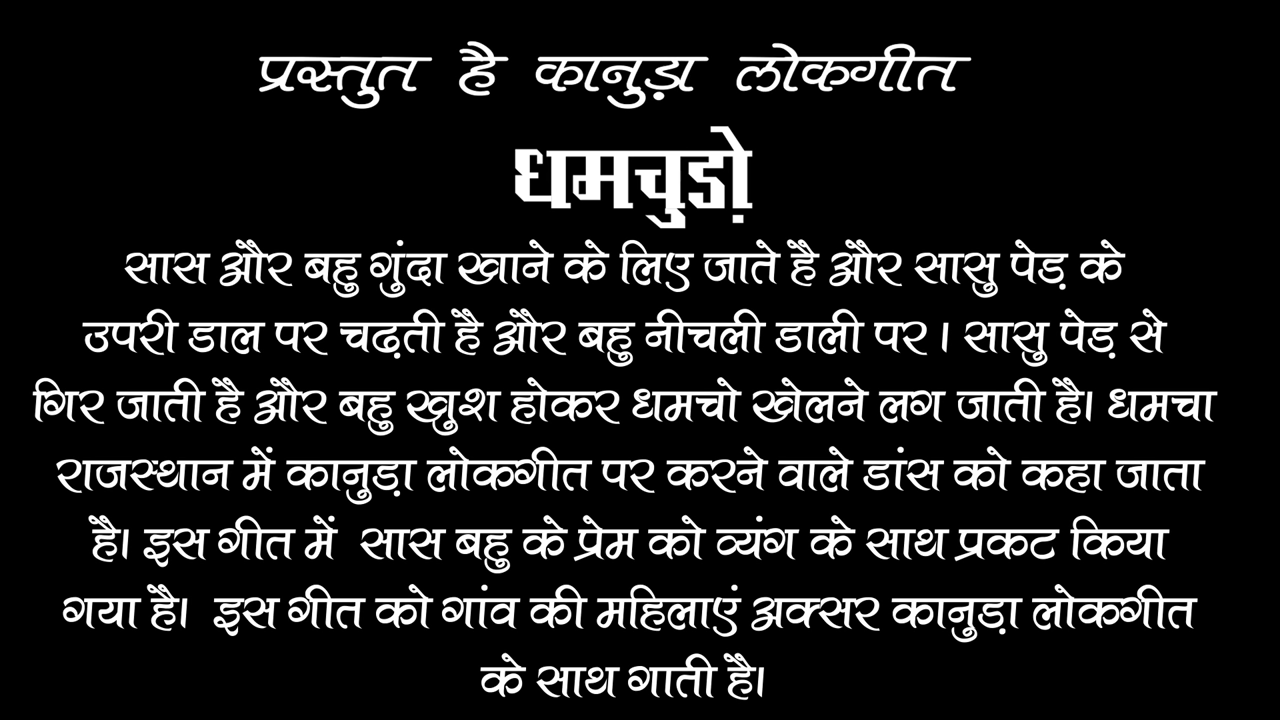 प्रस्तुत है कानुड़ा लोकगीत
धमचुडो़
सास और बहु गुंदा खाने के लिए जाते है और सासु पेड़ के
उपरी डाल पर चढ़ती है और बहु नीचली डाली पर । सासु पेड़ से
गिर जाती है और बहु खुश होकर धमचो खेलने लग जाती है। धमचा
राजस्थान में कानुड़ा लोकगीत पर करने वाले डांस को कहा जाता
है। इस गीत में सास बहु के प्रेम को व्यंग के साथ प्रकट किया
गया है। इस गीत को गांव की महिलाएं अक्सर कानुड़ा लोकगीत
के साथ गाती है।